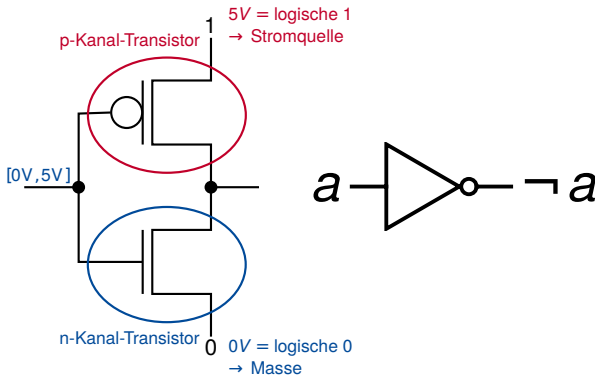 1
5V = logische 1
→ Stromquelle
p-Kanal-Transistor
[0V,5V]
a
¬ a
n-Kanal-Transistor
0
0V = logische 0
→ Masse